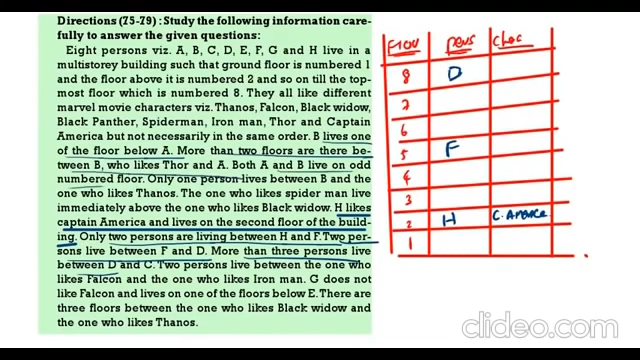 Directions (75-79) : Study the following information care-
fully to answer the given questions:
Eight persons viz. A, B, C, D, E, F, G and H live in a
multistorey building such that ground floor is numbered 1
and the floor above it is numbered 2 and so on till the top-
most floor which is numbered 8. They all like different
marvel movie characters viz. Thanos, Falcon, Black widow,
Black Panther, Spiderman, Iron man, Thor and Captain
America but not necessarily in the same order. B lives one
of the floor below A. More than two floors are there be-
tween B, who likes Thor and A. Both A and B live on odd
numbered floor. Only one person lives between B and the
one who likes Thanos. The one who likes spider man live
immediately above the one who likes Black widow. H likes
captain America and lives on the second floor of the build-
ing. Only two persons are living between H and F. Two per-
sons live between F and D. More than three persons live
between D and C. Two persons live between the one who
likes Falcon and the one who likes Iron man. G does not
like Falcon and lives on one of the floors below E. There are
three floors between the one who likes Black widow and
the one who likes Thanos.
pers
8 D
7
6
5 F
4
3
2 H
1
clideo.com